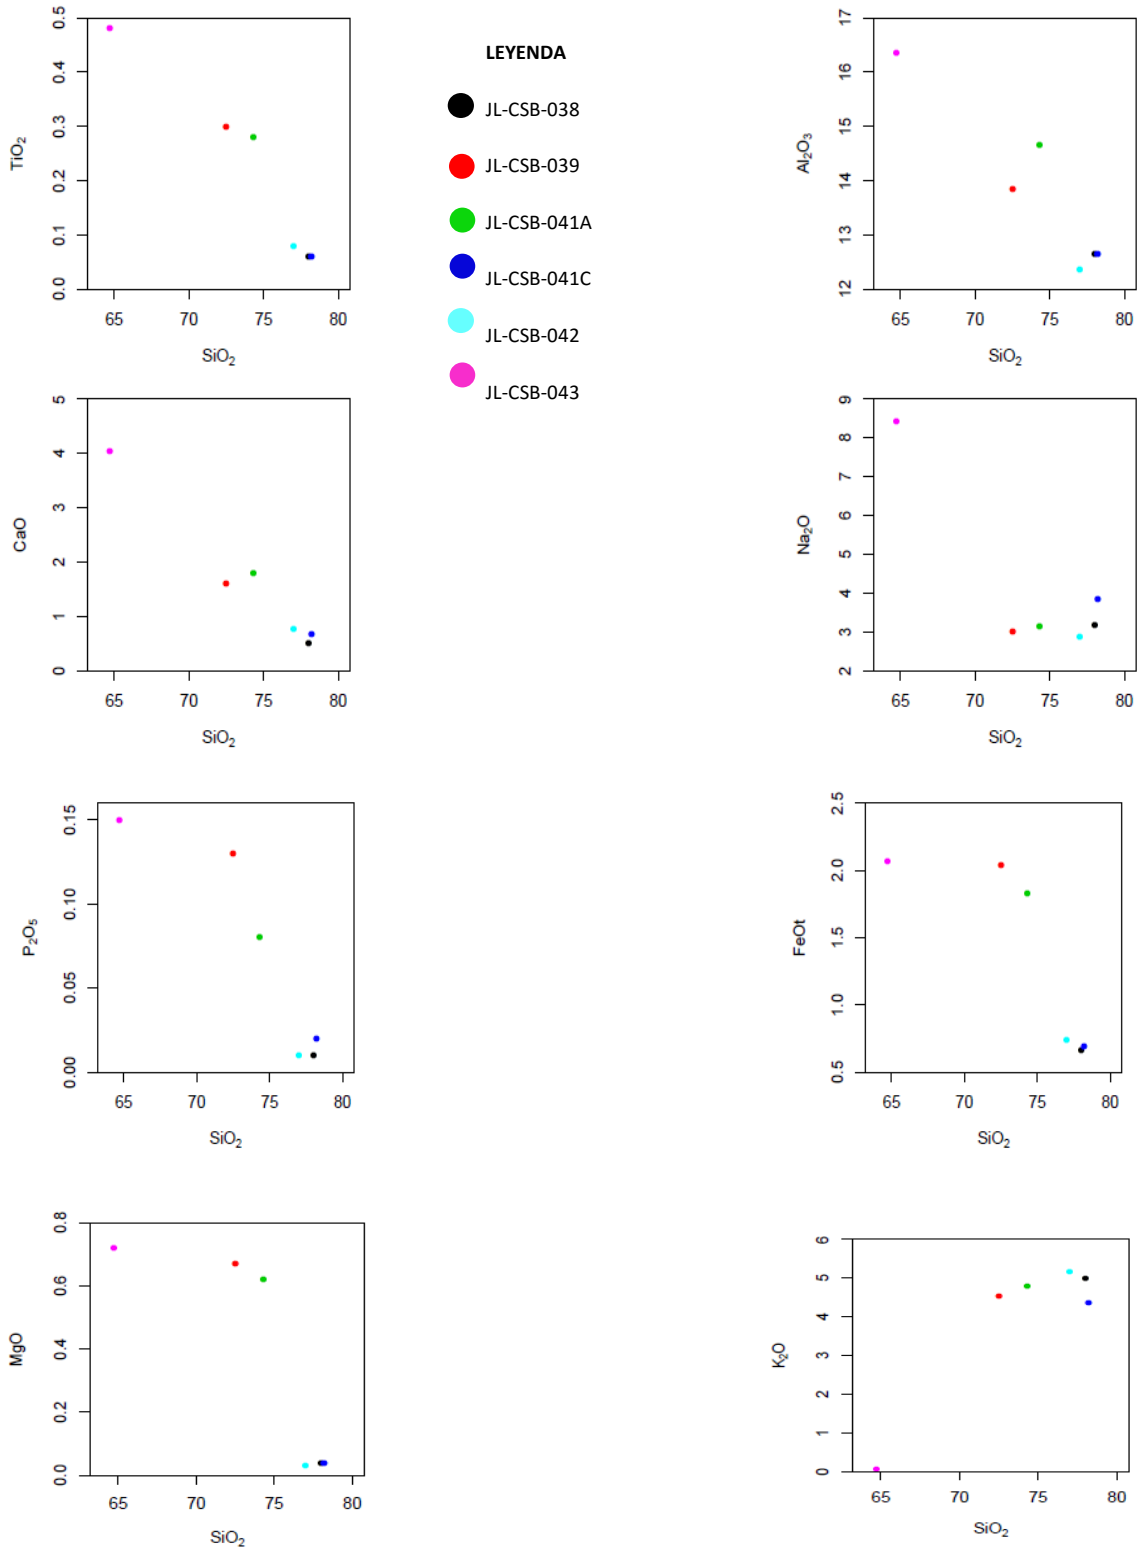 TiO2
0.0 0.1 0.2 0.3 0.4 0.5
65 70 75 80
SiO2
LEYENDA
JL-CSB-038
JL-CSB-039
JL-CSB-041A
JL-CSB-041C
JL-CSB-042
JL-CSB-043
Al2O3
12 13 14 15 16 17
65 70 75 80
SiO2
CaO
0 1 2 3 4 5
65 70 75 80
SiO2
Na2O
2 3 4 5 6 7 8 9
65 70 75 80
SiO2
P2O5
0.00 0.05 0.10 0.15
65 70 75 80
SiO2
FeOt
0.5 1.0 1.5 2.0 2.5
65 70 75 80
SiO2
MgO
0.0 0.2 0.4 0.6 0.8
65 70 75 80
SiO2
K2O
0 1 2 3 4 5 6
65 70 75 80
SiO2